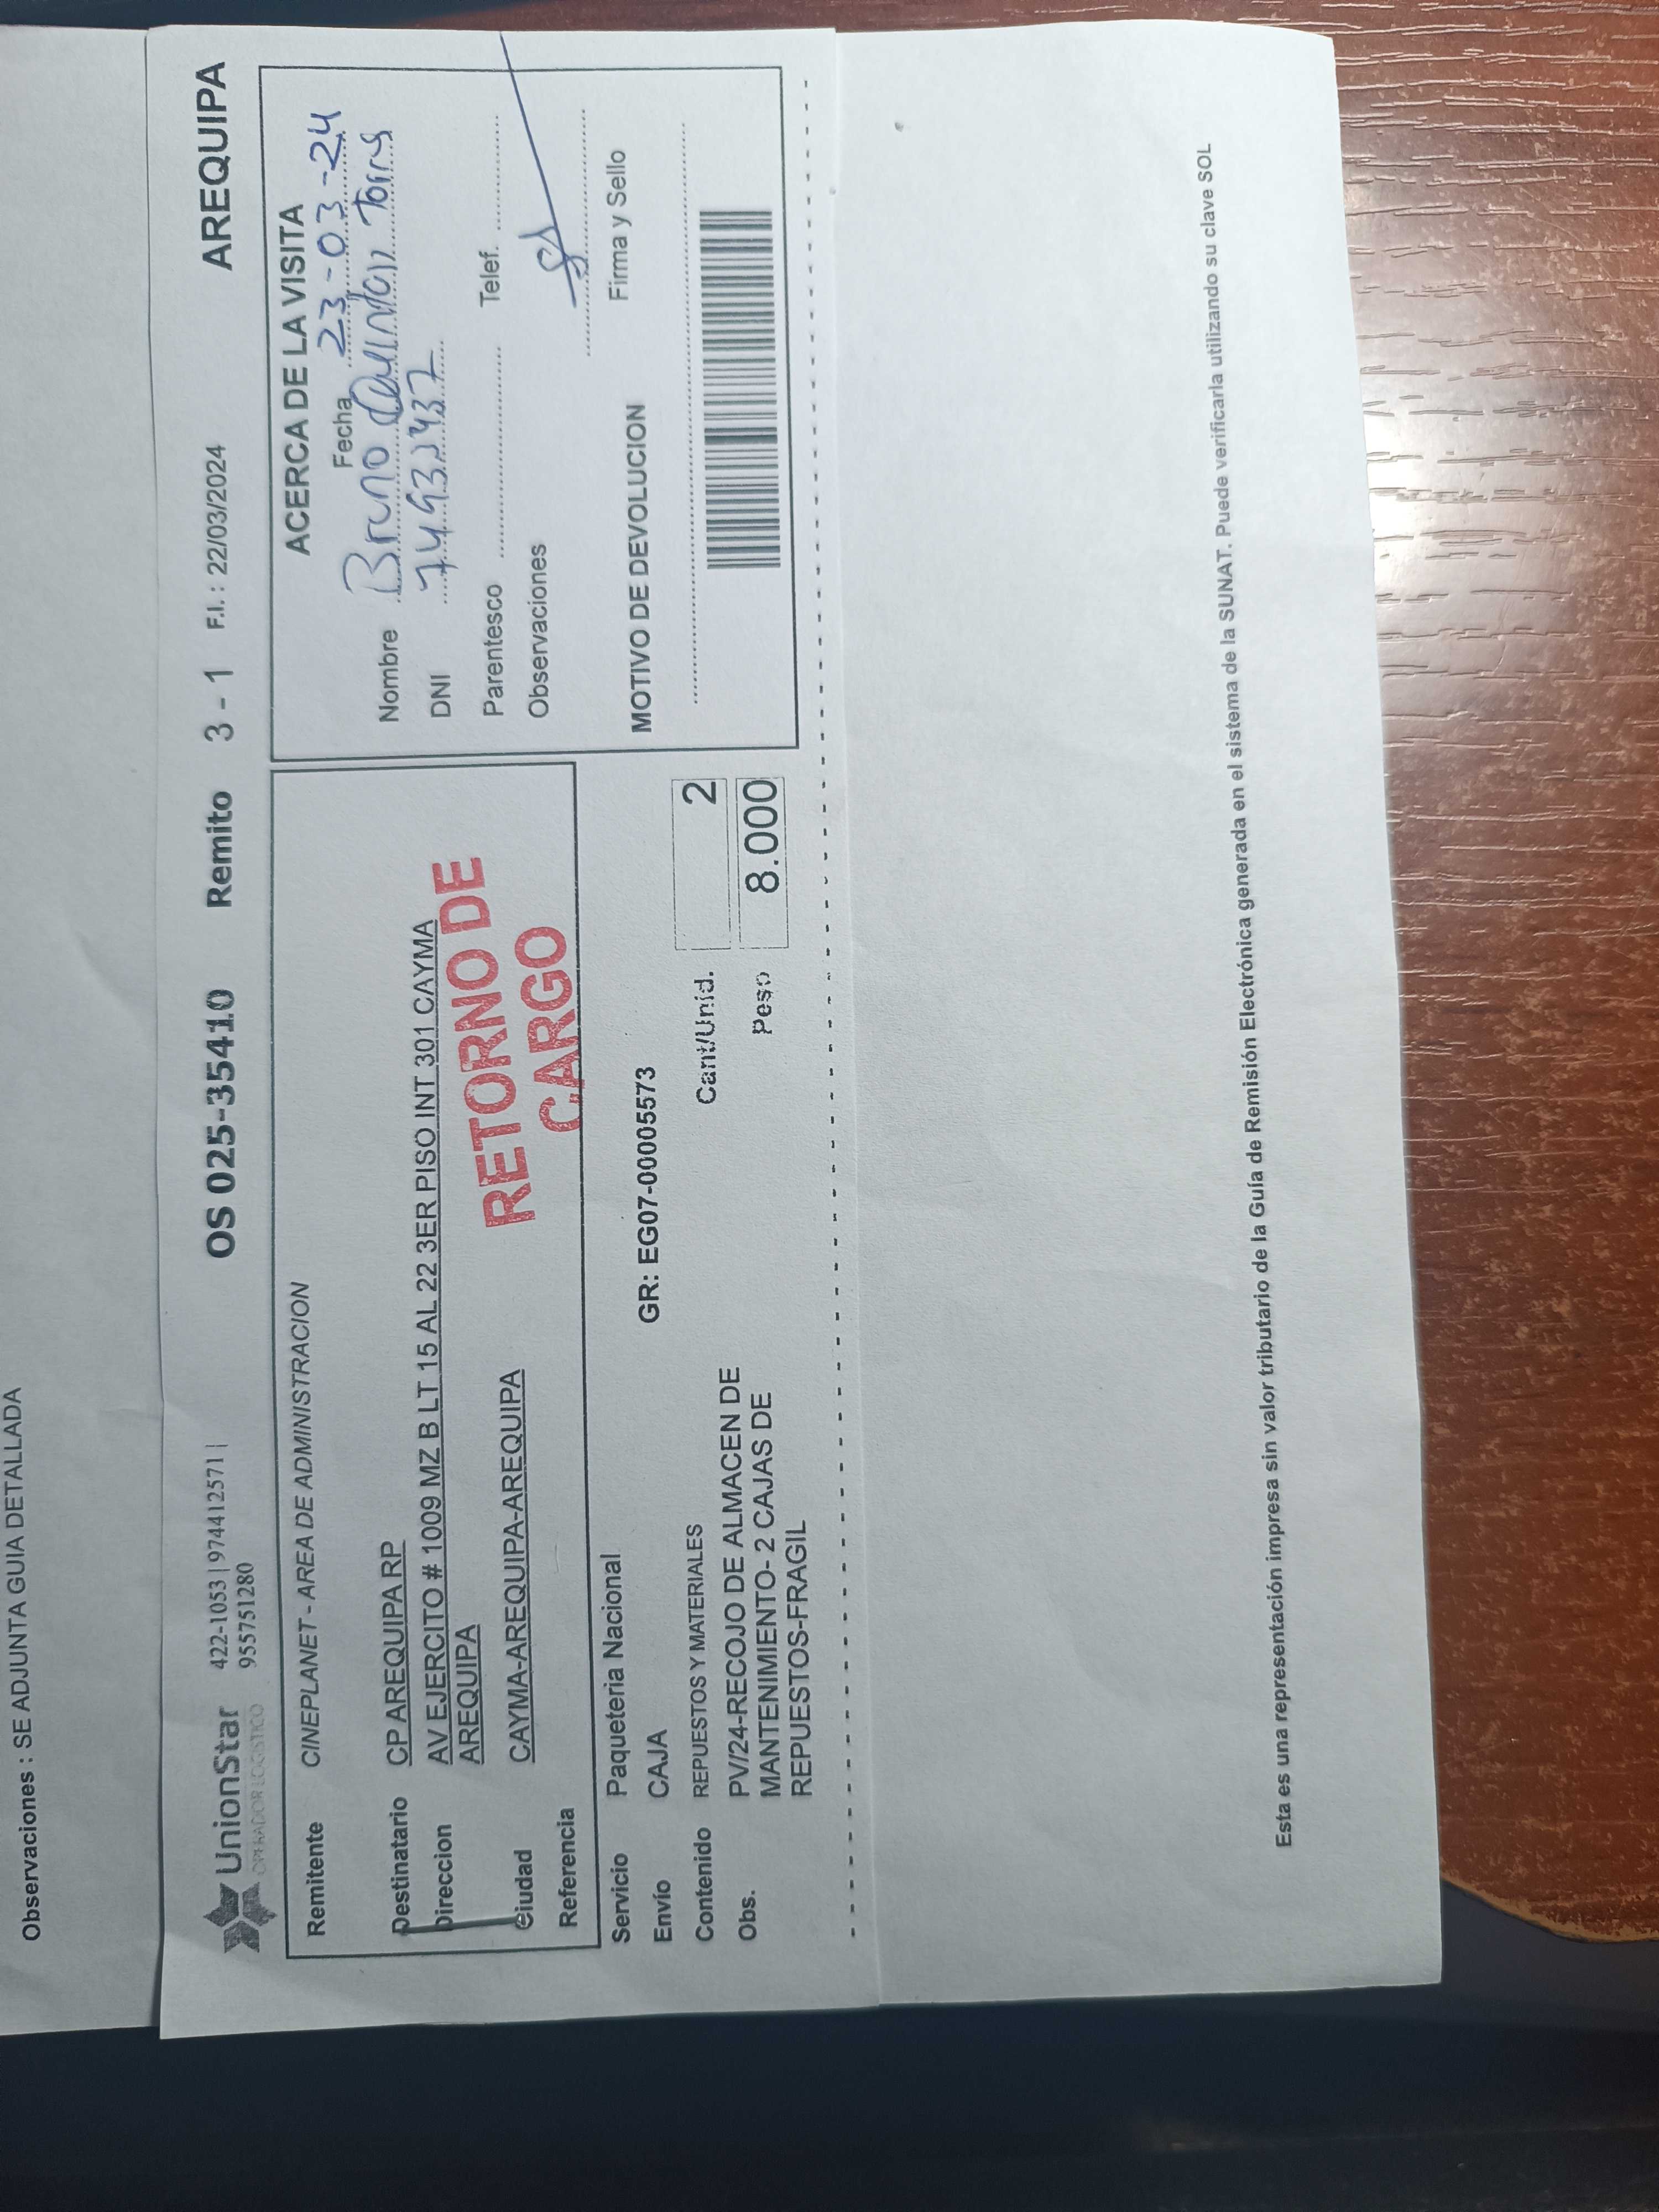 Observaciones : SE ADJUNTA GUIA DETALLADA
UnionStar
OPERADOR LOGISTICO
422-1053 | 974412571 |
955751280
OS 025-35410
Remito 3 - 1
F.I. : 22/03/2024
AREQUIPA
Remitente CINEPLANET - AREA DE ADMINISTRACION
Destinatario CP AREQUIPA RP
Direccion AV EJERCITO # 1009 MZ B LT 15 AL 22 3ER PISO INT 301 CAYMA
AREQUIPA
Ciudad CAYMA-AREQUIPA-AREQUIPA
Referencia
RETORNO DE
CARGO
Servicio Paqueteria Nacional
Envío CAJA
GR: EG07-00005573
Contenido REPUESTOS Y MATERIALES
Cant/Unid. 2
Obs. PV/24-RECOJO DE ALMACEN DE
MANTENIMIENTO- 2 CAJAS DE
REPUESTOS-FRAGIL
Peso 8.000
ACERCA DE LA VISITA
Fecha 23-03-24
Nombre Bruno Torres
DNI
Parentesco Telef.
Observaciones
Firma y Sello
MOTIVO DE DEVOLUCION
Esta es una representación impresa sin valor tributario de la Guía de Remisión Electrónica generada en el sistema de la SUNAT. Puede verificarla utilizando su clave SOL